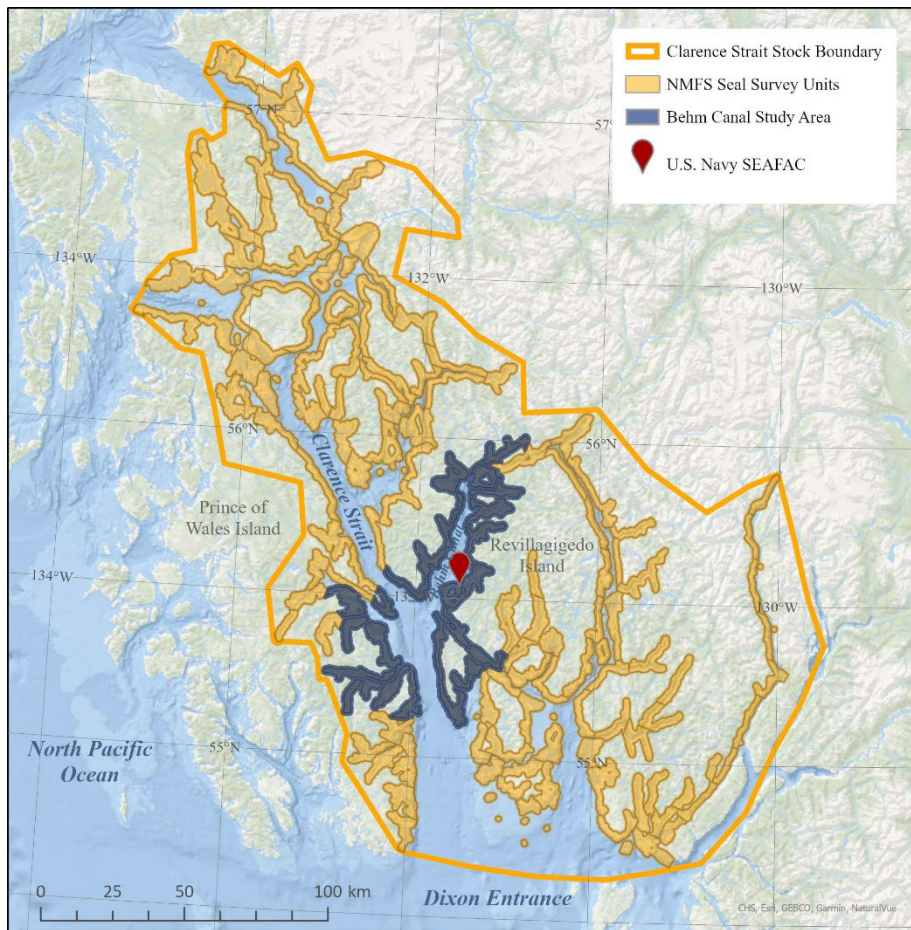 Clarence Strait Stock Boundary
NMFS Seal Survey Units
Behm Canal Study Area
U.S. Navy SEAFAC
57°N
57°
134°W
132°W
130°W
56°N
56°N
Clarence Strait
Prince of
Wales Island
Behm
Revillagigedo
Island
134°W
130°W
55°N
55°N
North Pacific
Ocean
Dixon Entrance
0 25 50 100 km
CHS, Esri, GEBCO, Garmin, NaturalVue